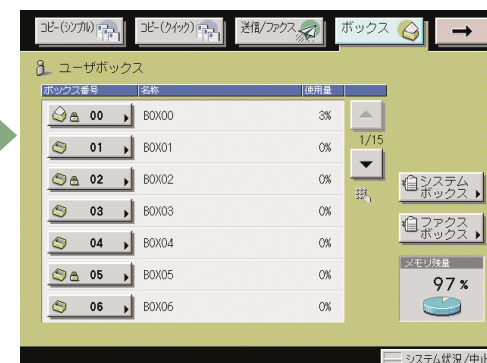 コピー(シンプル)
コピー(クイック)
送信/ファクス
ボックス
ユーザボックス
ボックス番号 名称 使用量
00 BOX00 3%
01 BOX01 0%
02 BOX02 0%
03 BOX03 0%
04 BOX04 0%
05 BOX05 0%
06 BOX06 0%
1/15
システム
ボックス
ファクス
ボックス
メモリ残量
97%
システム状況/中止